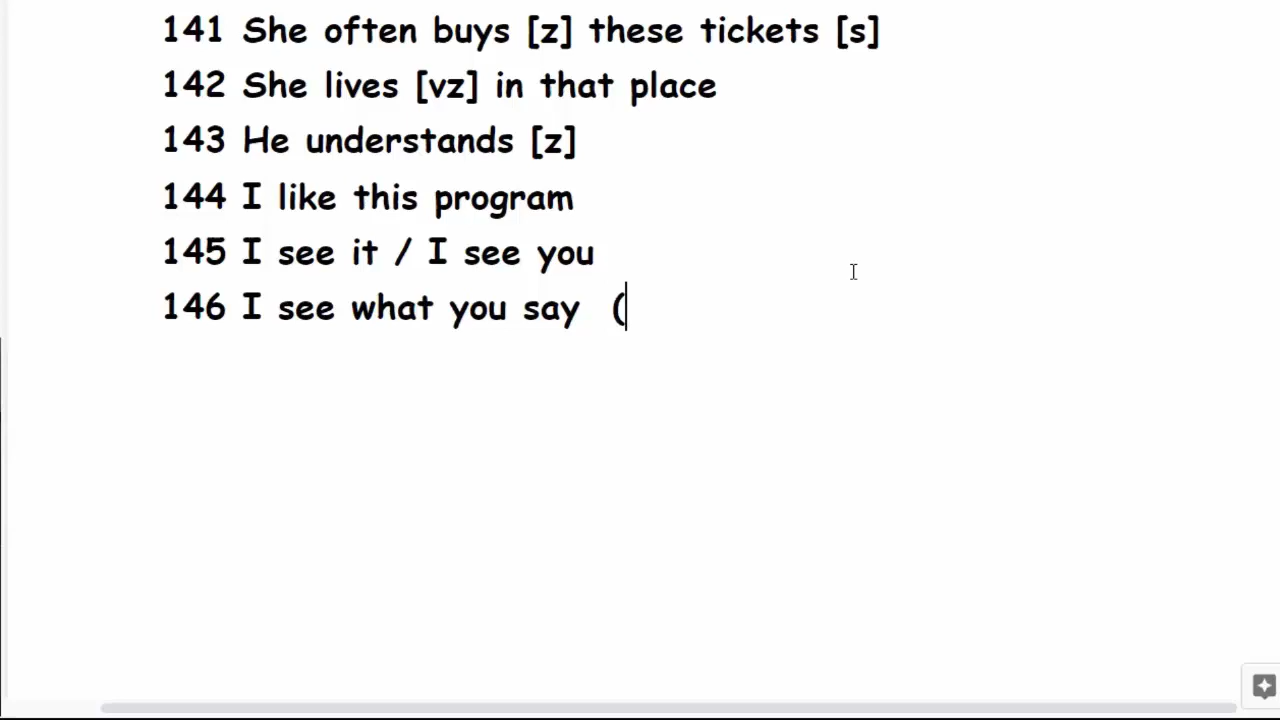 141 She often buys [z] these tickets [s]
142 She lives [vz] in that place
143 He understands [z]
144 I like this program
145 I see it / I see you
146 I see what you say  (